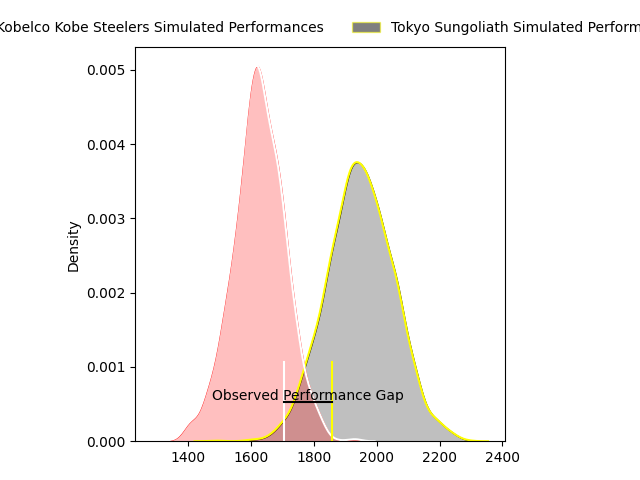 Kobelco Kobe Steelers Simulated Performances
Tokyo Sungoliath Simulated Perform
0.005
0.004
0.003
0.002
0.001
0.000
Density
Observed Performance Gap
1400 1600 1800 2000 2200 2400